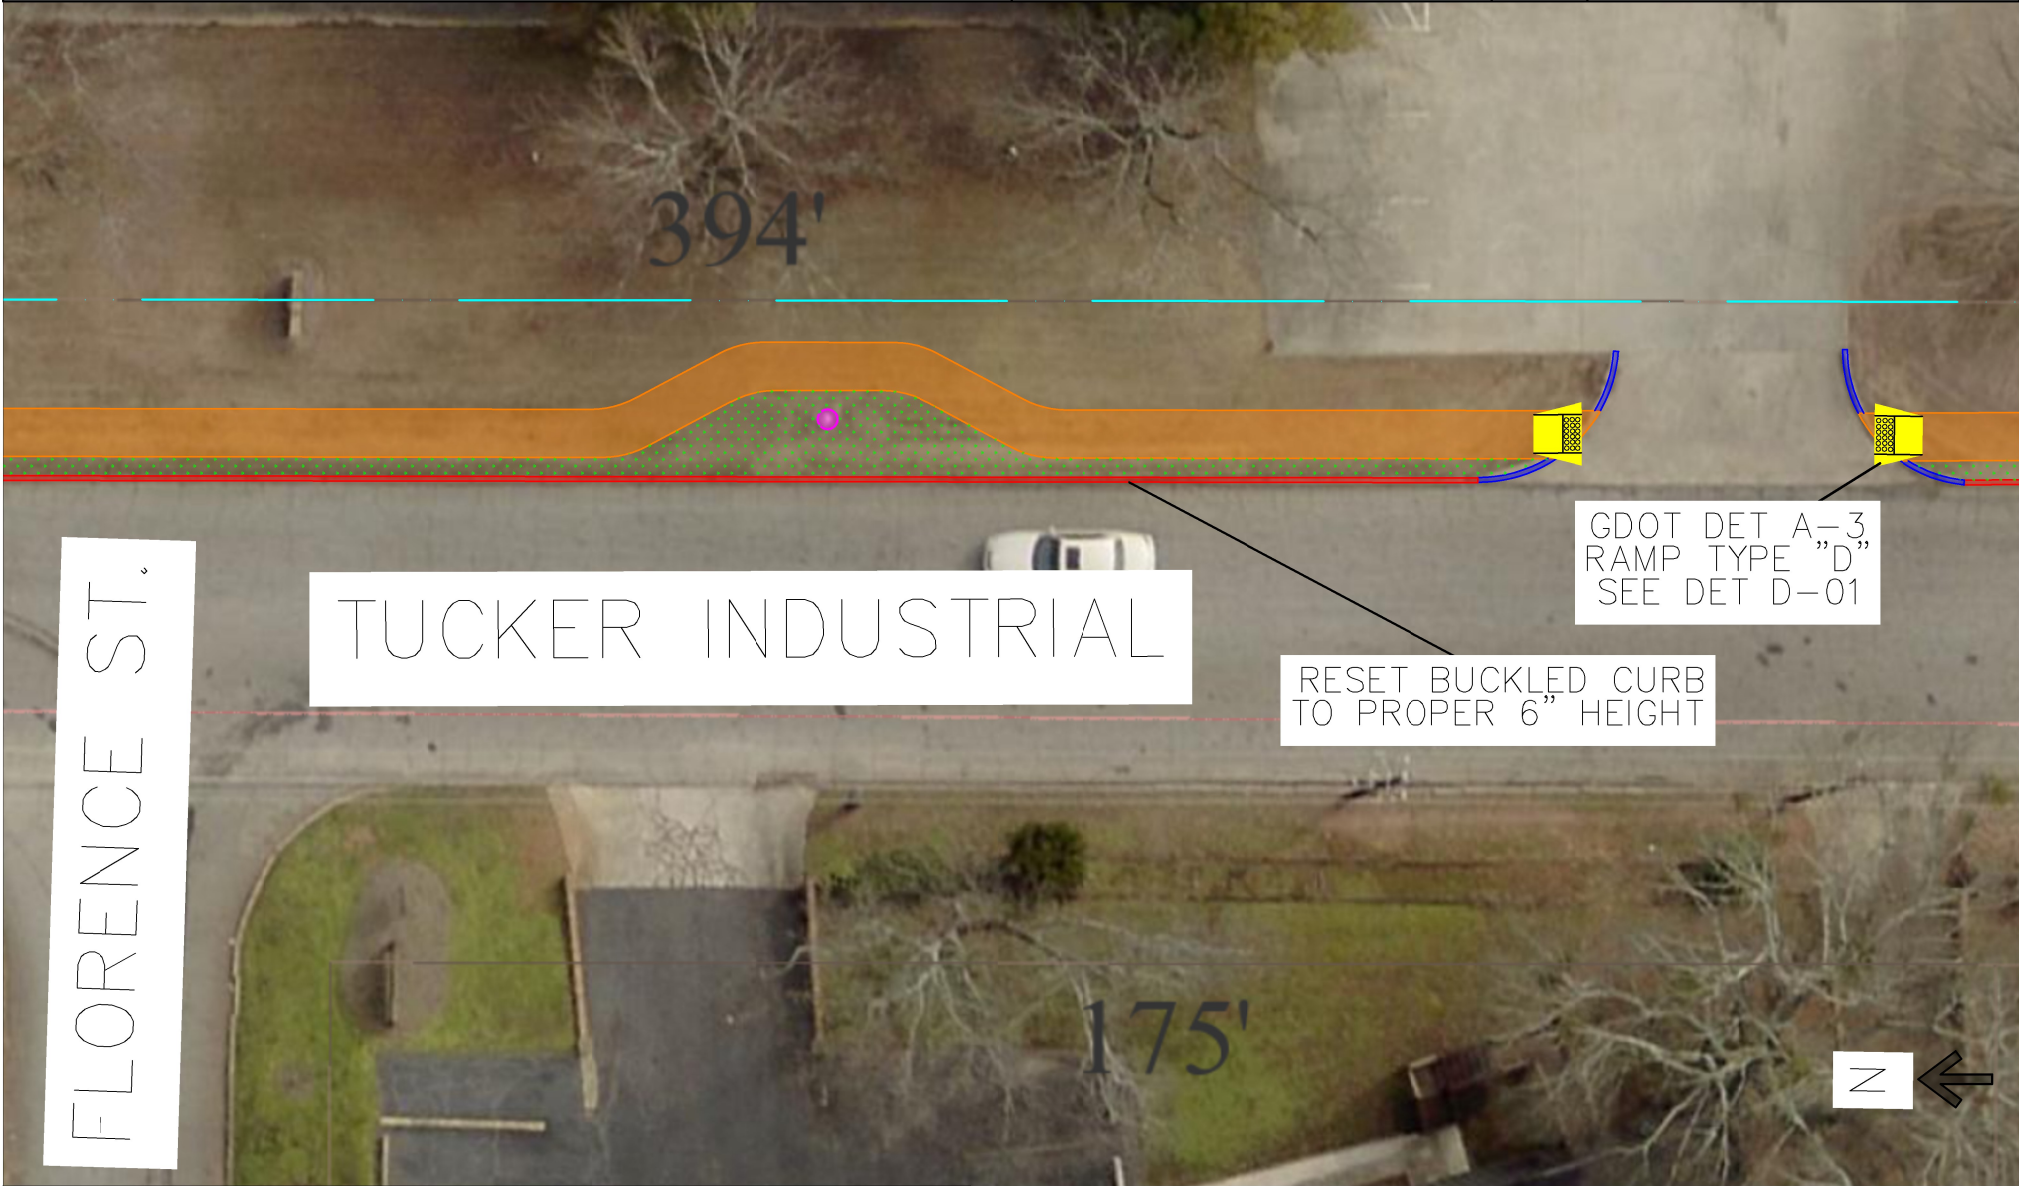 394'
FLORENCE ST.
TUCKER INDUSTRIAL
GDOT DET A-3
RAMP TYPE "D"
SEE DET D-01
RESET BUCKLED CURB
TO PROPER 6" HEIGHT
175'
N